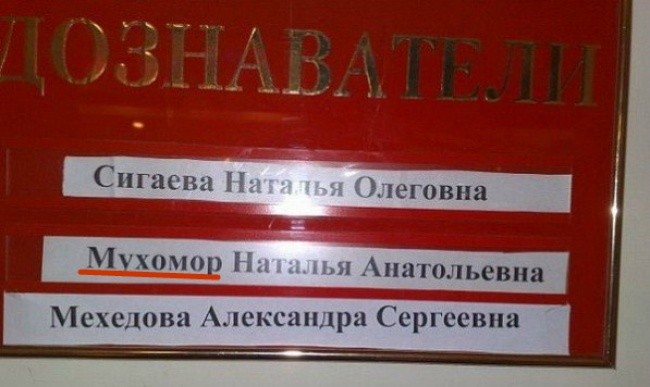 ДОЗНАВАТЕЛИ
Сигаева Наталья Олеговна
Мухомор Наталья Анатольевна
Мехедова Александра Сергеевна